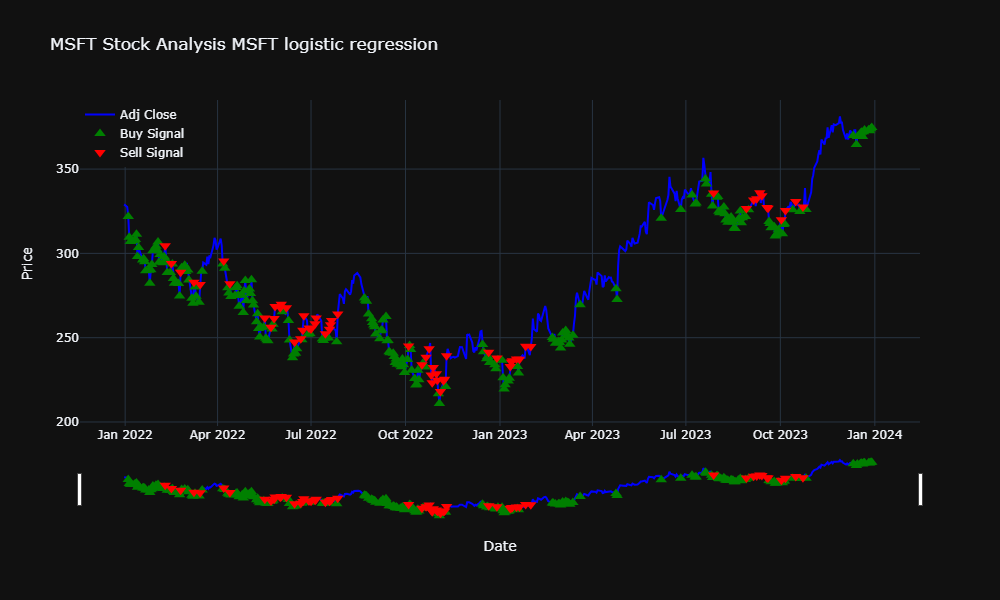 MSFT Stock Analysis MSFT logistic regression
Adj Close
Buy Signal
Sell Signal
Price
350
300
250
200
Jan 2022 Apr 2022 Jul 2022 Oct 2022 Jan 2023 Apr 2023 Jul 2023 Oct 2023 Jan 2024
Date